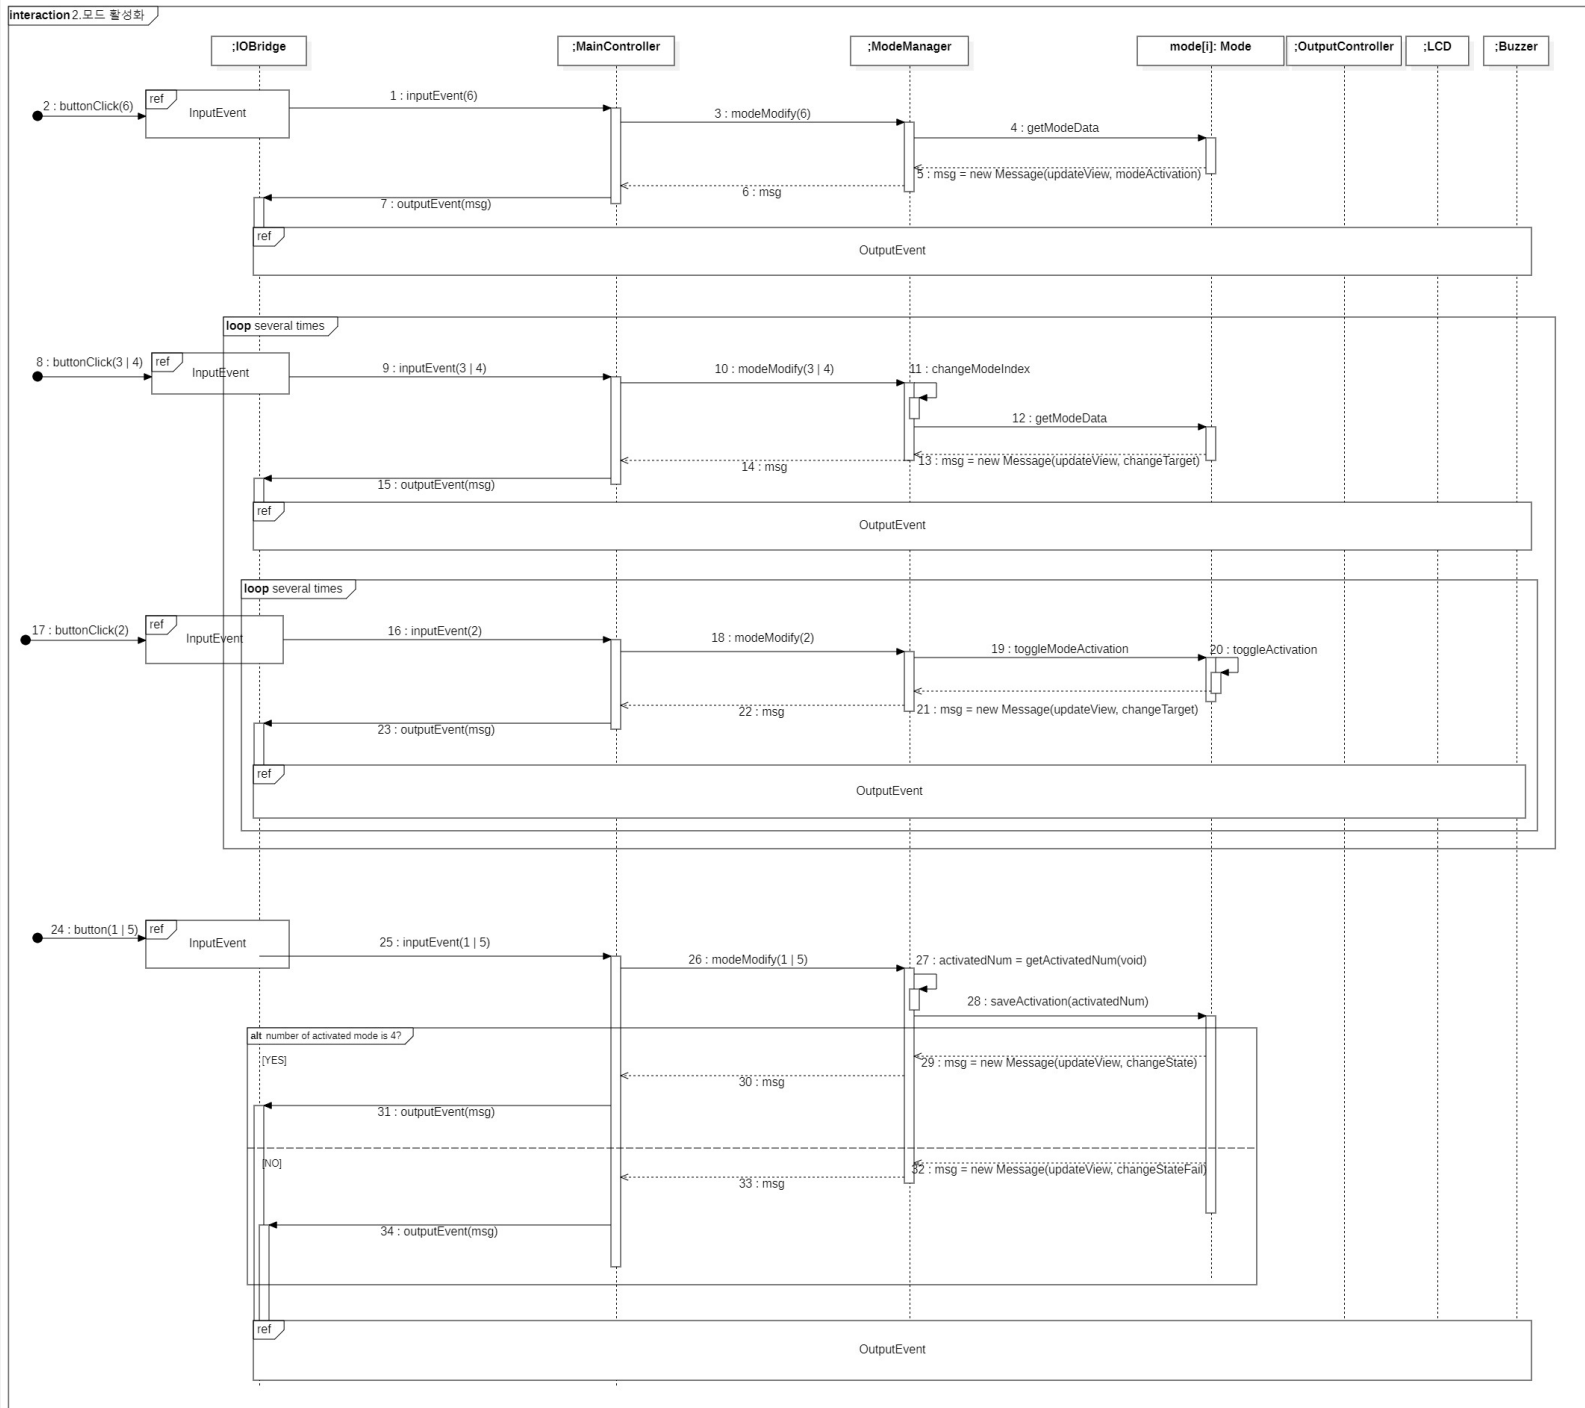 interaction 2.모드 활성화
;IOBridge
;MainController
;ModeManager
mode[i]: Mode
;OutputController
;LCD
;Buzzer
2 : buttonClick(6)
ref
InputEvent
1 : inputEvent(6)
3 : modeModify(6)
4 : getModeData
5 : msg = new Message(updateView, modeActivation)
6 : msg
7 : outputEvent(msg)
ref
OutputEvent
loop several times
8 : buttonClick(3 | 4)
ref
InputEvent
9 : inputEvent(3 | 4)
10 : modeModify(3 | 4)
11 : changeModeIndex
12 : getModeData
13 : msg = new Message(updateView, changeTarget)
14 : msg
15 : outputEvent(msg)
ref
OutputEvent
loop several times
17 : buttonClick(2)
ref
InputEvent
16 : inputEvent(2)
18 : modeModify(2)
19 : toggleModeActivation
20 : toggleActivation
21 : msg = new Message(updateView, changeTarget)
22 : msg
23 : outputEvent(msg)
ref
OutputEvent
24 : button(1 | 5)
ref
InputEvent
25 : inputEvent(1 | 5)
26 : modeModify(1 | 5)
27 : activatedNum = getActivatedNum(void)
28 : saveActivation(activatedNum)
alt number of activated mode is 4?
[YES]
29 : msg = new Message(updateView, changeState)
30 : msg
31 : outputEvent(msg)
[NO]
32 : msg = new Message(updateView, changeStateFail)
33 : msg
34 : outputEvent(msg)
ref
OutputEvent